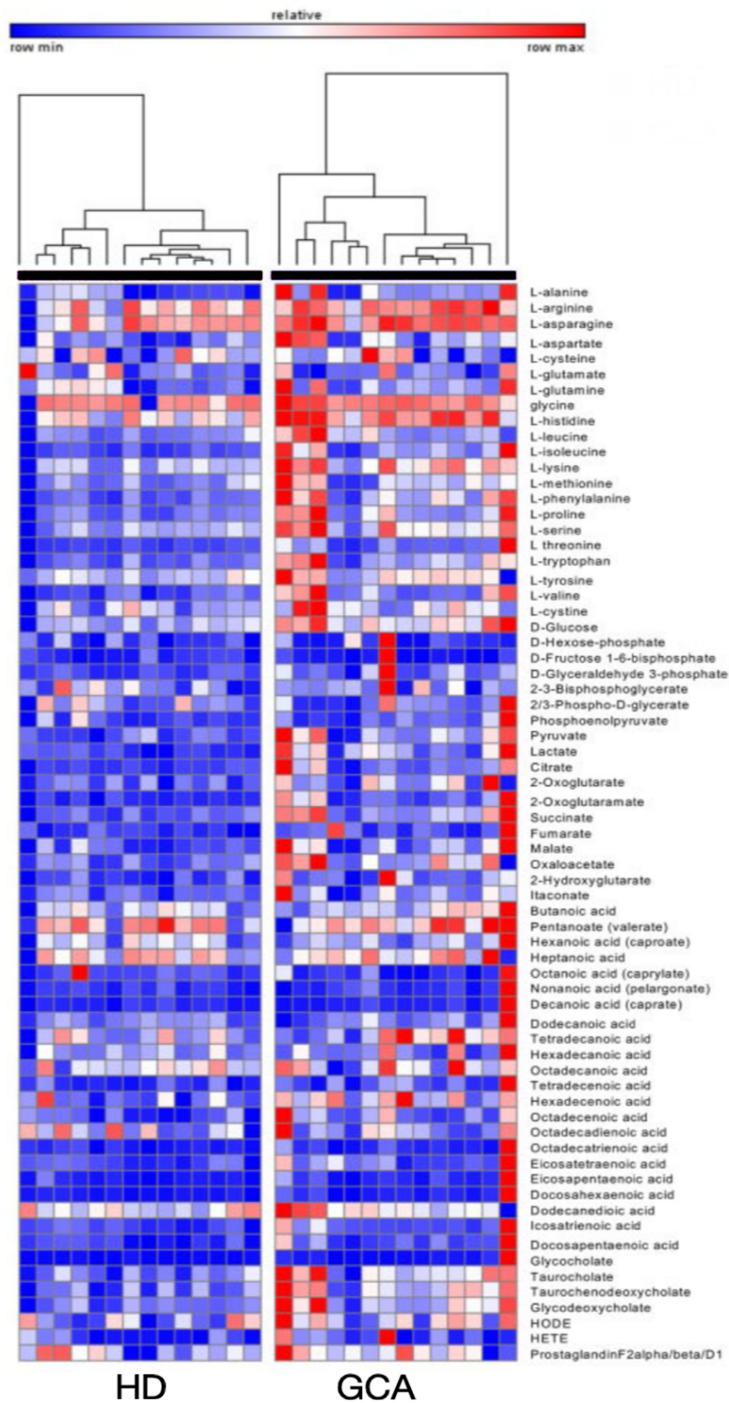 relative
row min
row max
L-alanine
L-arginine
L-asparagine
L-aspartate
L-cysteine
L-glutamate
L-glutamine
glycine
L-histidine
L-leucine
L-isoleucine
L-lysine
L-methionine
L-phenylalanine
L-proline
L-serine
L threonine
L-tryptophan
L-tyrosine
L-valine
L-cystine
D-Glucose
D-Hexose-phosphate
D-Fructose 1-6-bisphosphate
D-Glyceraldehyde 3-phosphate
2-3-Bisphosphoglycerate
2/3-Phospho-D-glycerate
Phosphoenolpyruvate
Pyruvate
Lactate
Citrate
2-Oxoglutarate
2-Oxoglutaramate
Succinate
Fumarate
Malate
Oxaloacetate
2-Hydroxyglutarate
Itaconate
Butanoic acid
Pentanoate (valerate)
Hexanoic acid (caproate)
Heptanoic acid
Octanoic acid (caprylate)
Nonanoic acid (pelargonate)
Decanoic acid (caprate)
Dodecanoic acid
Tetradecanoic acid
Hexadecanoic acid
Octadecanoic acid
Tetradecenoic acid
Hexadecenoic acid
Octadecenoic acid
Octadecadienoic acid
Octadecatrienoic acid
Eicosatetraenoic acid
Eicosapentaenoic acid
Docosahexaenoic acid
Dodecanedioic acid
Icosatrienoic acid
Docosapentaenoic acid
Glycocholate
Taurocholate
Taurochenodeoxycholate
Glycodeoxycholate
HODE
HETE
ProstaglandinF2alpha/beta/D1
HD GCA